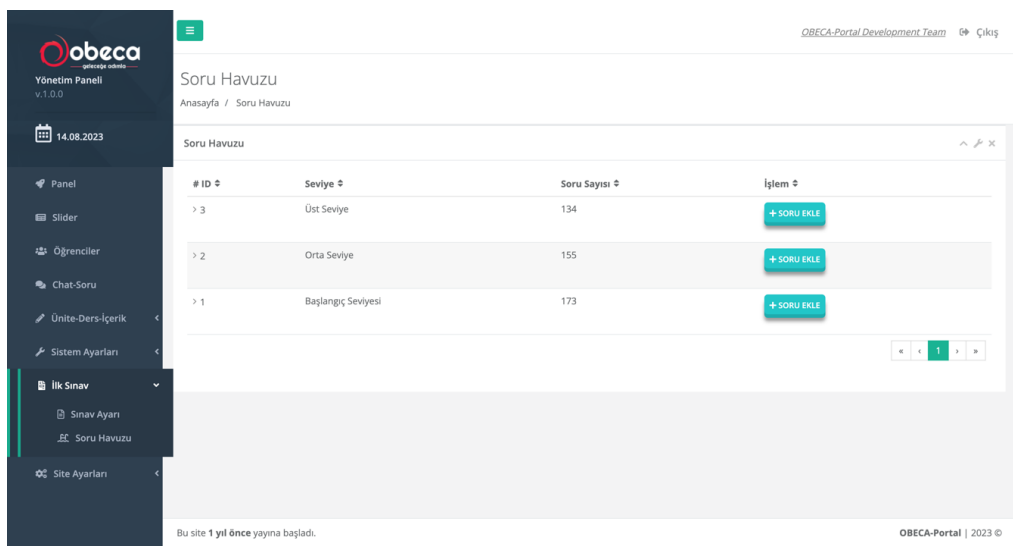 obeca
geleceğe adımla
Yönetim Paneli
v.1.0.0
14.08.2023
Panel
Slider
Öğrenciler
Chat-Soru
Ünite-Ders-İçerik
Sistem Ayarları
İlk Sınav
Sınav Ayarı
Soru Havuzu
Site Ayarları
OBECA-Portal Development Team Çıkış
Soru Havuzu
Anasayfa / Soru Havuzu
Soru Havuzu
# ID Seviye Soru Sayısı İşlem
3 Üst Seviye 134 + SORU EKLE
2 Orta Seviye 155 + SORU EKLE
1 Başlangıç Seviyesi 173 + SORU EKLE
« ‹ 1 › »
Bu site 1 yıl önce yayına başladı. OBECA-Portal | 2023 ©